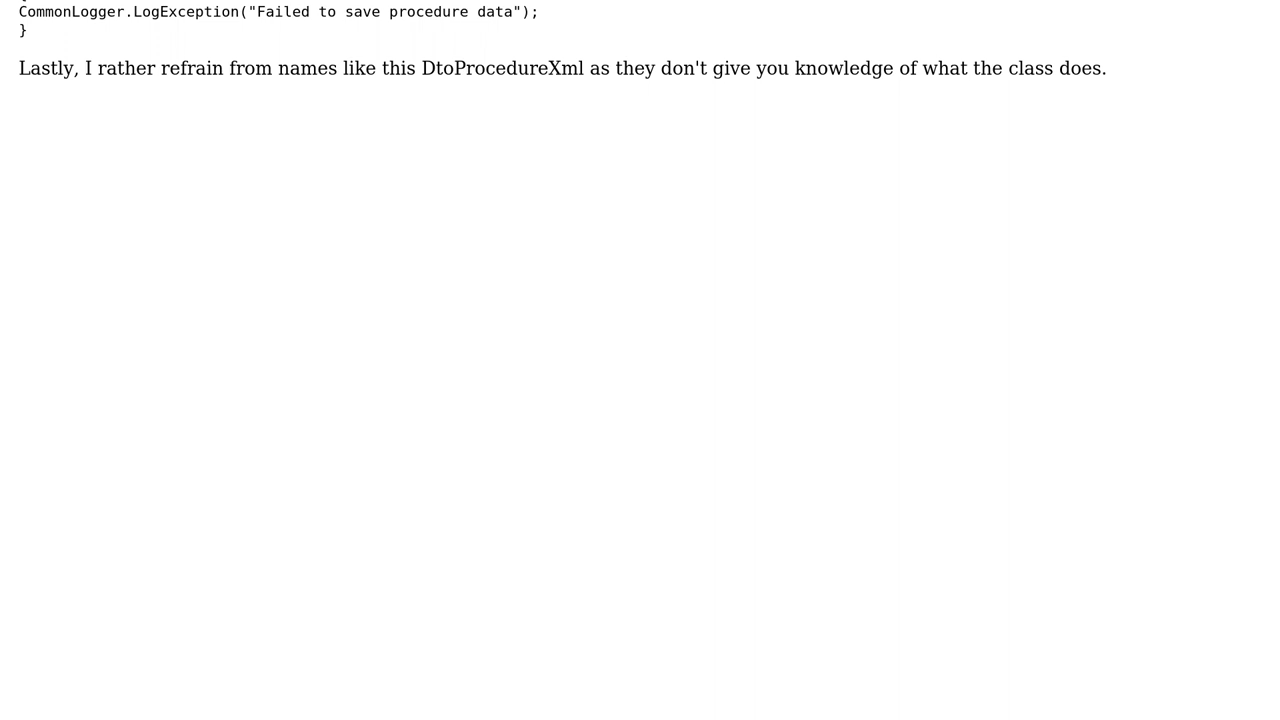 CommonLogger.LogException("Failed to save procedure data");
}
Lastly, I rather refrain from names like this DtoProcedureXml as they don't give you knowledge of what the class does.